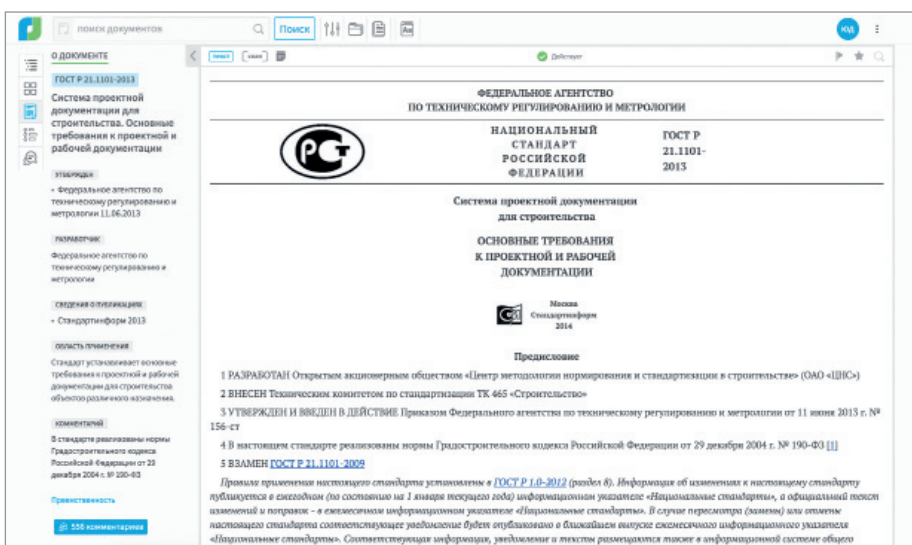 поиск документов
Поиск
Аа
ЮД
О ДОКУМЕНТЕ
ГОСТ Р 21.1101-2013
Система проектной
документации для
строительства. Основные
требования к проектной и
рабочей документации
УТВЕРЖДЕН
• Федеральное агентство по
техническому регулированию и
метрологии 11.06.2013
РАЗРАБОТЧИК
Федеральное агентство по
техническому регулированию и
метрологии
СВЕДЕНИЯ О ПУБЛИКАЦИЯХ
• Стандартинформ 2013
ОБЛАСТЬ ПРИМЕНЕНИЯ
Стандарт устанавливает основные
требования к проектной и рабочей
документации для строительства
объектов различного назначения.
КОММЕНТАРИЙ
В стандарте реализованы нормы
Градостроительного кодекса
Российской Федерации от 29
декабря 2004 г. № 190-ФЗ
Преемственность
556 комментариев
Действует
ФЕДЕРАЛЬНОЕ АГЕНТСТВО
ПО ТЕХНИЧЕСКОМУ РЕГУЛИРОВАНИЮ И МЕТРОЛОГИИ
РСТ
НАЦИОНАЛЬНЫЙ
СТАНДАРТ
РОССИЙСКОЙ
ФЕДЕРАЦИИ
ГОСТ Р
21.1101-
2013
Система проектной документации
для строительства
ОСНОВНЫЕ ТРЕБОВАНИЯ
К ПРОЕКТНОЙ И РАБОЧЕЙ
ДОКУМЕНТАЦИИ
Москва
Стандартинформ
2014
Предисловие
1 РАЗРАБОТАН Открытым акционерным обществом «Центр методологии нормирования и стандартизации в строительстве» (ОАО «ЦНС»)
2 ВНЕСЕН Техническим комитетом по стандартизации ТК 465 «Строительство»
3 УТВЕРЖДЕН И ВВЕДЕН В ДЕЙСТВИЕ Приказом Федерального агентства по техническому регулированию и метрологии от 11 июня 2013 г. №
156-ст
4 В настоящем стандарте реализованы нормы Градостроительного кодекса Российской Федерации от 29 декабря 2004 г. № 190-ФЗ [1]
5 ВЗАМЕН ГОСТ Р 21.1101-2009
Правила применения настоящего стандарта установлены в ГОСТ Р 1.0-2012 (раздел 8). Информация об изменениях к настоящему стандарту
публикуется в ежегодном (по состоянию на 1 января текущего года) информационном указателе «Национальные стандарты», а официальный текст
изменений и поправок – в ежемесячном информационном указателе «Национальные стандарты». В случае пересмотра (замены) или отмены
настоящего стандарта соответствующее уведомление будет опубликовано в ближайшем выпуске ежемесячного информационного указателя
«Национальные стандарты». Соответствующая информация, уведомление и тексты размещаются также в информационной системе общего